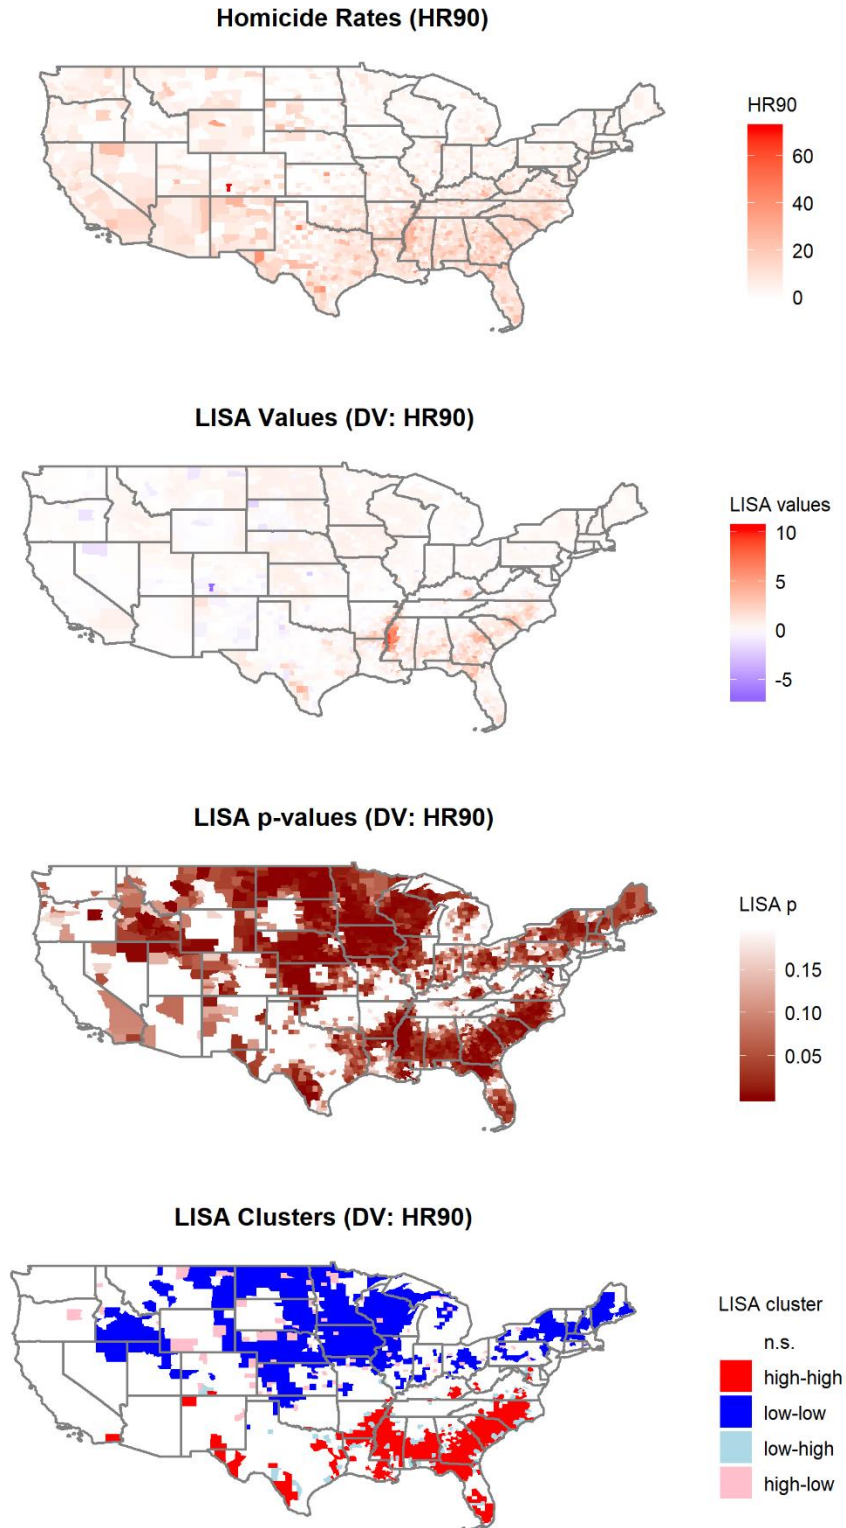 Homicide Rates (HR90)
HR90
60
40
20
0
LISA Values (DV: HR90)
LISA values
10
5
0
-5
LISA p-values (DV: HR90)
LISA p
0.15
0.10
0.05
LISA Clusters (DV: HR90)
LISA cluster
n.s.
high-high
low-low
low-high
high-low